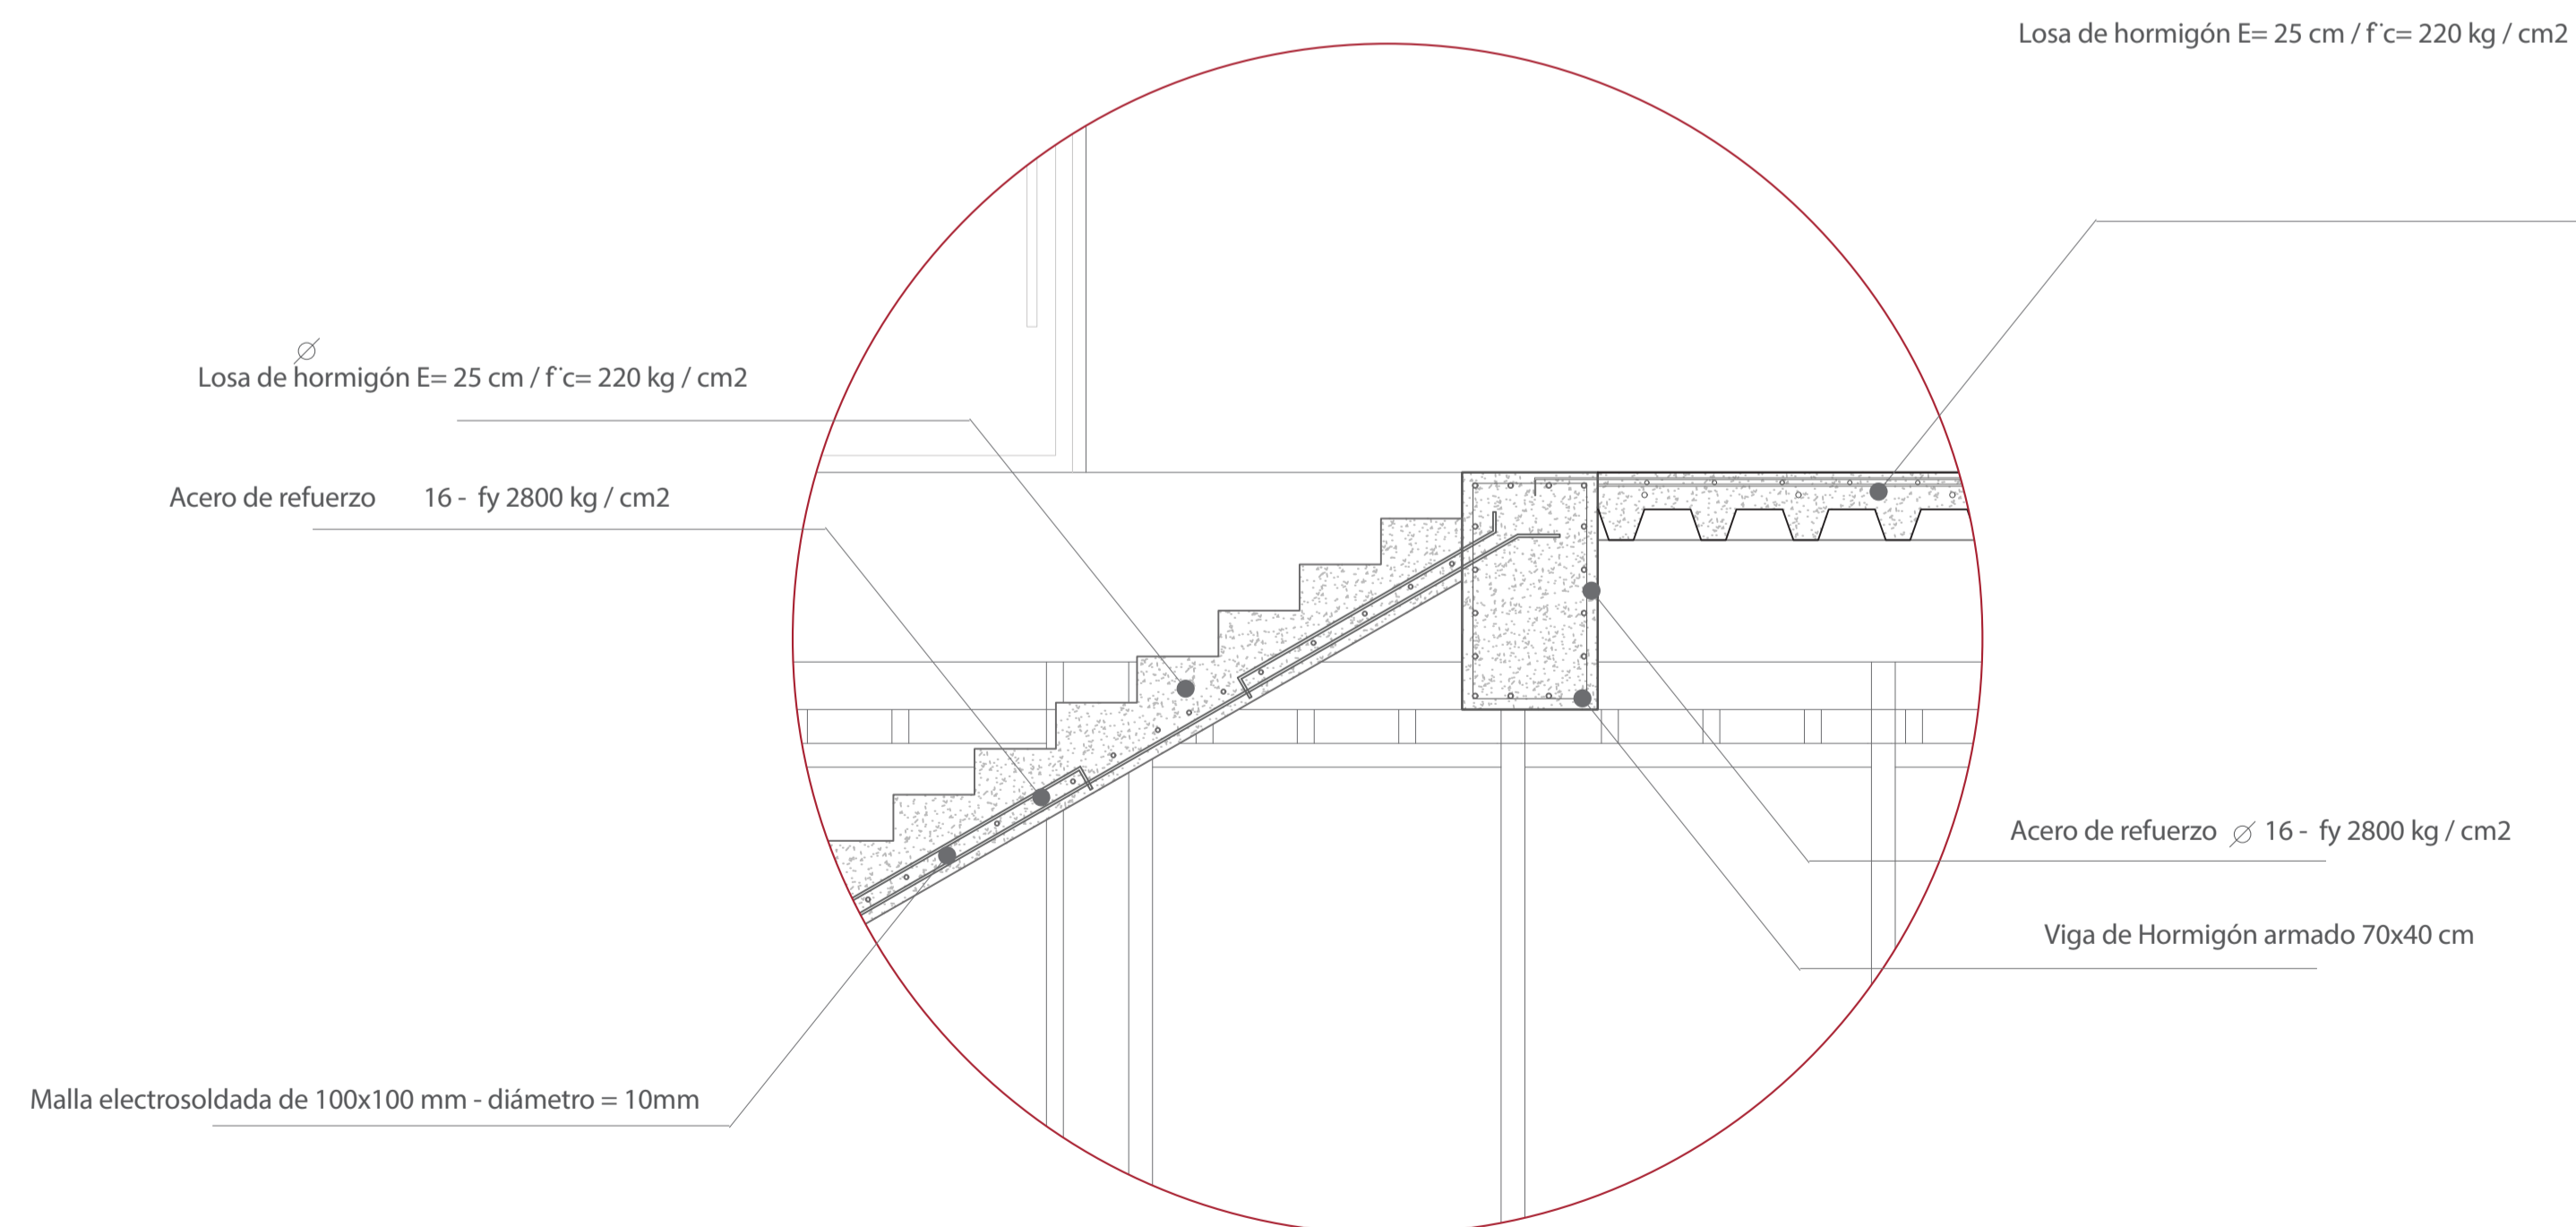 Losa de hormigón E= 25 cm / f¨c= 220 kg / cm2
∅
Losa de hormigón E= 25 cm / f¨c= 220 kg / cm2
Acero de refuerzo 16 - fy 2800 kg / cm2
Acero de refuerzo ∅ 16 - fy 2800 kg / cm2
Viga de Hormigón armado 70x40 cm
Malla electrosoldada de 100x100 mm - diámetro = 10mm